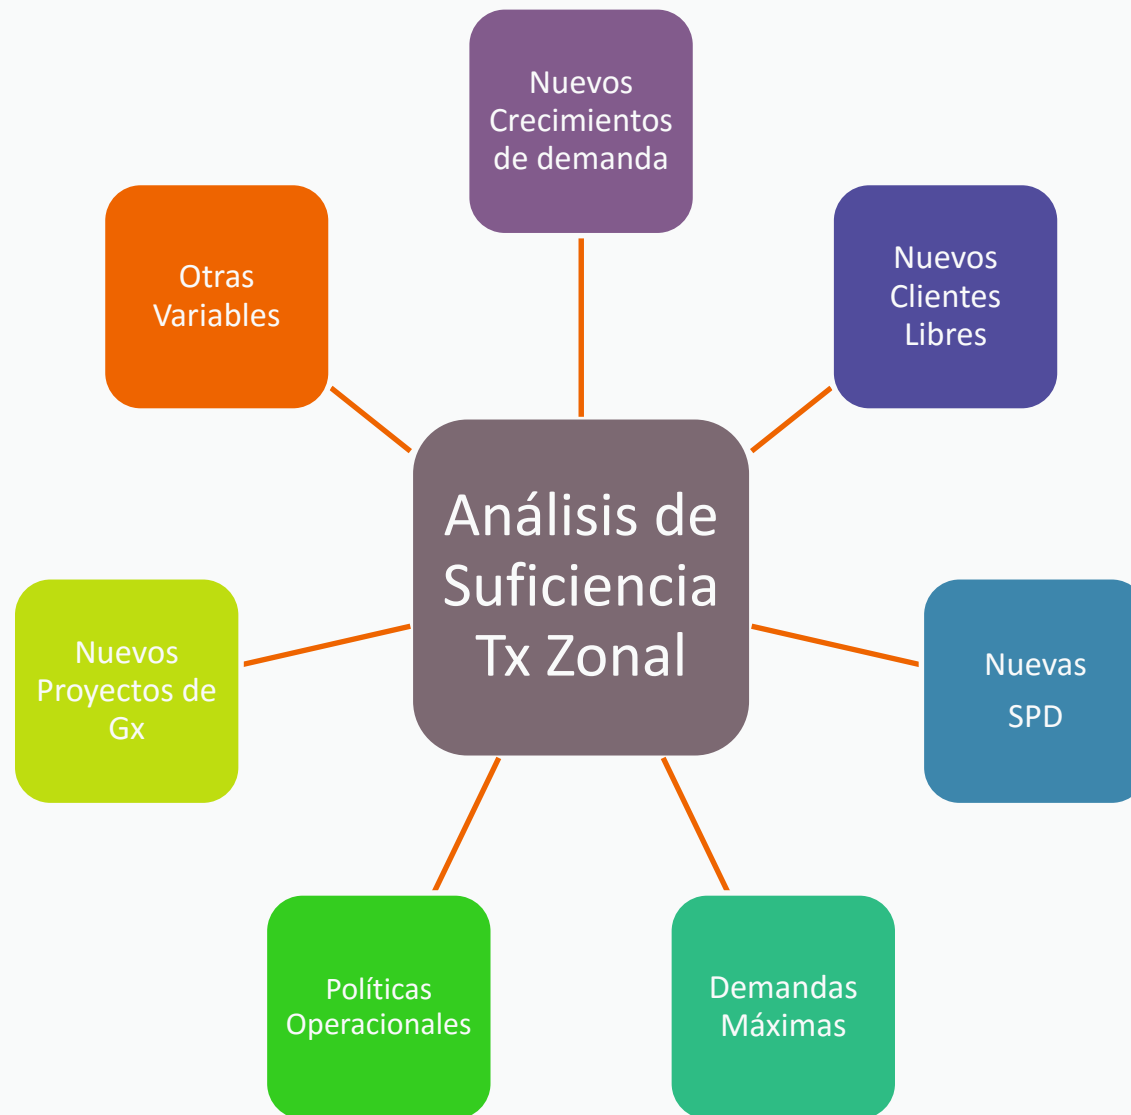 Nuevos
Crecimientos
de demanda
Nuevos
Clientes
Libres
Otras
Variables
Análisis de
Suficiencia
Tx Zonal
Nuevos
Proyectos de
Gx
Nuevas
SPD
Políticas
Operacionales
Demandas
Máximas